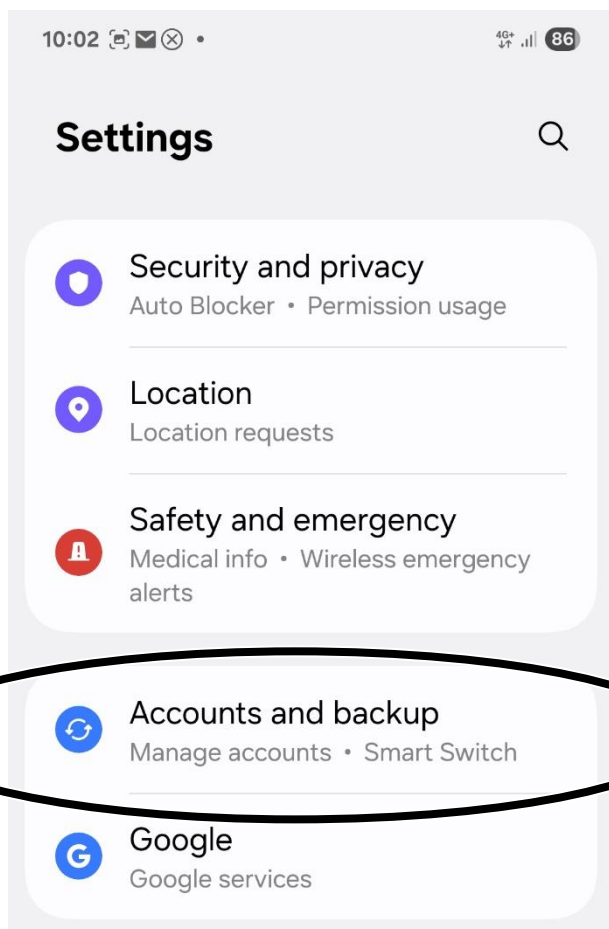 10:02
4G+
86
Settings
Security and privacy
Auto Blocker • Permission usage
Location
Location requests
Safety and emergency
Medical info • Wireless emergency
alerts
Accounts and backup
Manage accounts • Smart Switch
G
Google
Google services